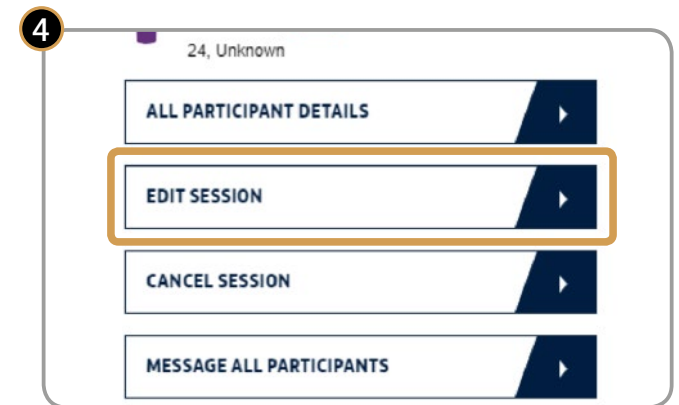 4
24, Unknown
ALL PARTICIPANT DETAILS
EDIT SESSION
CANCEL SESSION
MESSAGE ALL PARTICIPANTS